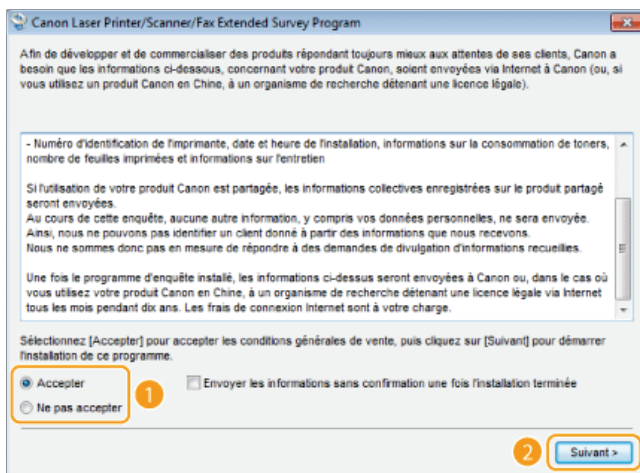 Canon Laser Printer/Scanner/Fax Extended Survey Program
Afin de développer et de commercialiser des produits répondant toujours mieux aux attentes de ses clients, Canon a
besoin que les informations ci-dessous, concernant votre produit Canon, soient envoyées via Internet à Canon (ou, si
vous utilisez un produit Canon en Chine, à un organisme de recherche détenant une licence légale).
- Numéro d'identification de l'imprimante, date et heure de l'installation, informations sur la consommation de toners,
nombre de feuilles imprimées et informations sur l'entretien
Si l'utilisation de votre produit Canon est partagée, les informations collectives enregistrées sur le produit partagé
seront envoyées.
Au cours de cette enquête, aucune autre information, y compris vos données personnelles, ne sera envoyée.
Ainsi, nous ne pouvons pas identifier un client donné à partir des informations que nous recevons.
Nous ne sommes donc pas en mesure de répondre à des demandes de divulgation d'informations recueillies.
Une fois le programme d'enquête installé, les informations ci-dessus seront envoyées à Canon ou, dans le cas où
vous utilisez votre produit Canon en Chine, à un organisme de recherche détenant une licence légale via Internet
tous les mois pendant dix ans. Les frais de connexion Internet sont à votre charge.
Sélectionnez [Accepter] pour accepter les conditions générales de vente, puis cliquez sur [Suivant] pour démarrer
l'installation de ce programme.
Accepter
Ne pas accepter
1
Envoyer les informations sans confirmation une fois l'installation terminée
2
Suivant >